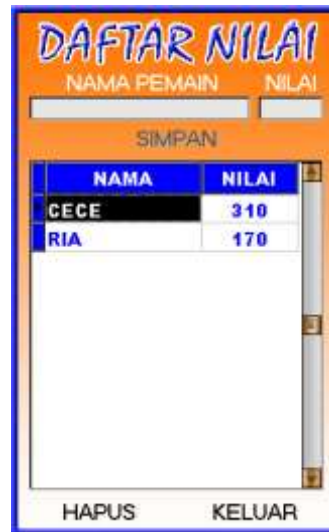 DAFTAR NILAI
NAMA PEMAIN NILAI
SIMPAN
NAMA NILAI
CECE 310
RIA 170
HAPUS KELUAR